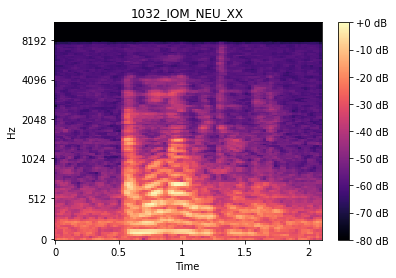 1032_IOM_NEU_XX
Hz
8192
4096
2048
1024
512
0
0
0.5
1
1.5
2
Time
+0 dB
-10 dB
-20 dB
-30 dB
-40 dB
-50 dB
-60 dB
-70 dB
-80 dB